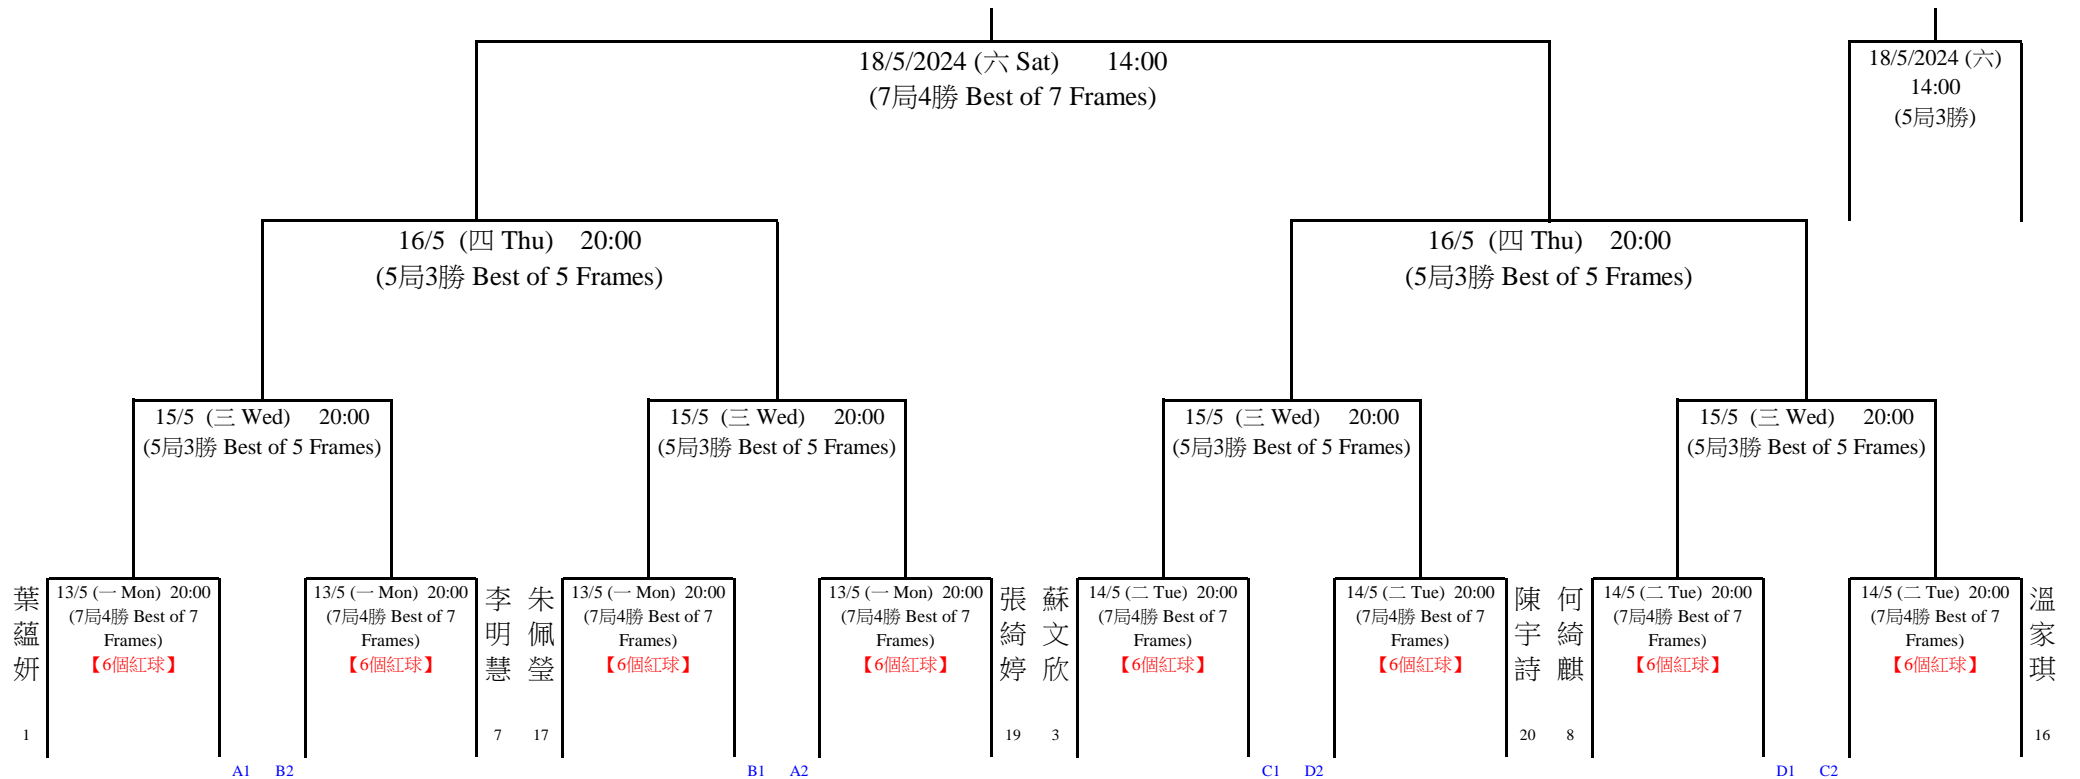 18/5/2024 (六 Sat) 14:00
(7局4勝 Best of 7 Frames)
18/5/2024 (六)
14:00
(5局3勝)
16/5 (四 Thu) 20:00
(5局3勝 Best of 5 Frames)
16/5 (四 Thu) 20:00
(5局3勝 Best of 5 Frames)
15/5 (三 Wed) 20:00
(5局3勝 Best of 5 Frames)
15/5 (三 Wed) 20:00
(5局3勝 Best of 5 Frames)
15/5 (三 Wed) 20:00
(5局3勝 Best of 5 Frames)
15/5 (三 Wed) 20:00
(5局3勝 Best of 5 Frames)
葉蘊妍
1
13/5 (一 Mon) 20:00
(7局4勝 Best of 7
Frames)
【6個紅球】
13/5 (一 Mon) 20:00
(7局4勝 Best of 7
Frames)
【6個紅球】
李明慧
7
朱佩瑩
17
13/5 (一 Mon) 20:00
(7局4勝 Best of 7
Frames)
【6個紅球】
13/5 (一 Mon) 20:00
(7局4勝 Best of 7
Frames)
【6個紅球】
張綺婷
19
蘇文欣
3
14/5 (二 Tue) 20:00
(7局4勝 Best of 7
Frames)
【6個紅球】
14/5 (二 Tue) 20:00
(7局4勝 Best of 7
Frames)
【6個紅球】
陳宇詩
20
何綺麒
8
14/5 (二 Tue) 20:00
(7局4勝 Best of 7
Frames)
【6個紅球】
14/5 (二 Tue) 20:00
(7局4勝 Best of 7
Frames)
【6個紅球】
溫家琪
16
A1 B2 B1 A2 C1 D2 D1 C2